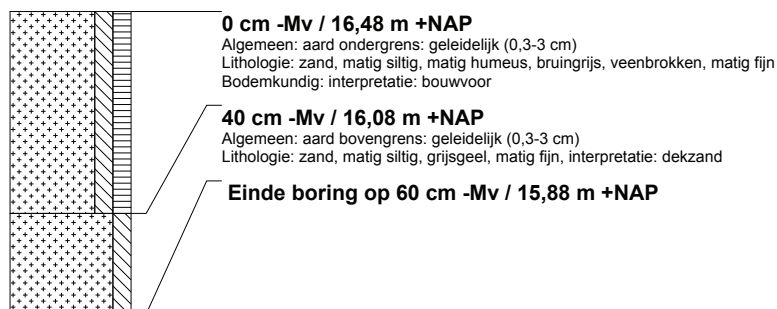 0 cm -Mv / 16,48 m +NAP
Algemeen: aard ondergrens: geleidelijk (0,3-3 cm)
Lithologie: zand, matig siltig, matig humeus, bruingrijs, veenbrokken, matig fijn
Bodemkundig: interpretatie: bouwvoor
40 cm -Mv / 16,08 m +NAP
Algemeen: aard bovengrens: geleidelijk (0,3-3 cm)
Lithologie: zand, matig siltig, grijsgeel, matig fijn, interpretatie: dekzand
Einde boring op 60 cm -Mv / 15,88 m +NAP